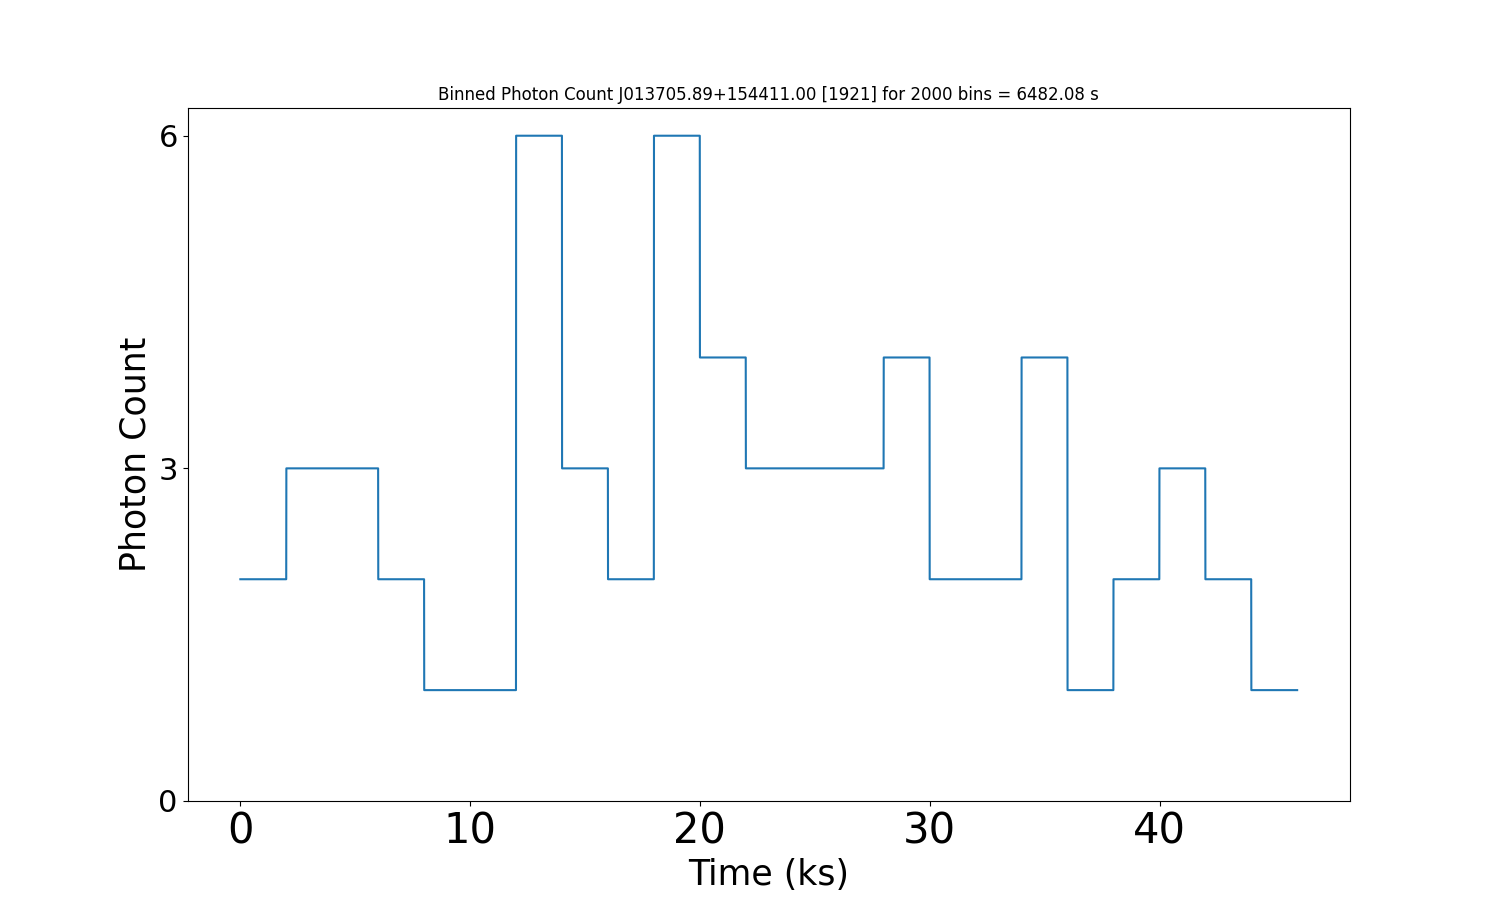 Binned Photon Count J013705.89+154411.00 [1921] for 2000 bins = 6482.08 s
6
3
0
Photon Count
0 10 20 30 40
Time (ks)